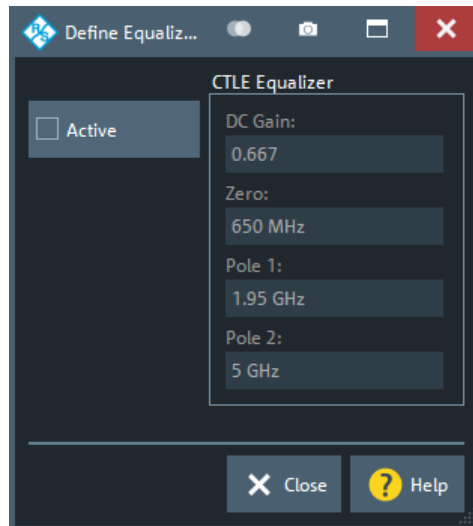 R&S Define Equaliz...
CTLE Equalizer
Active
DC Gain:
0.667
Zero:
650 MHz
Pole 1:
1.95 GHz
Pole 2:
5 GHz
Close
? Help